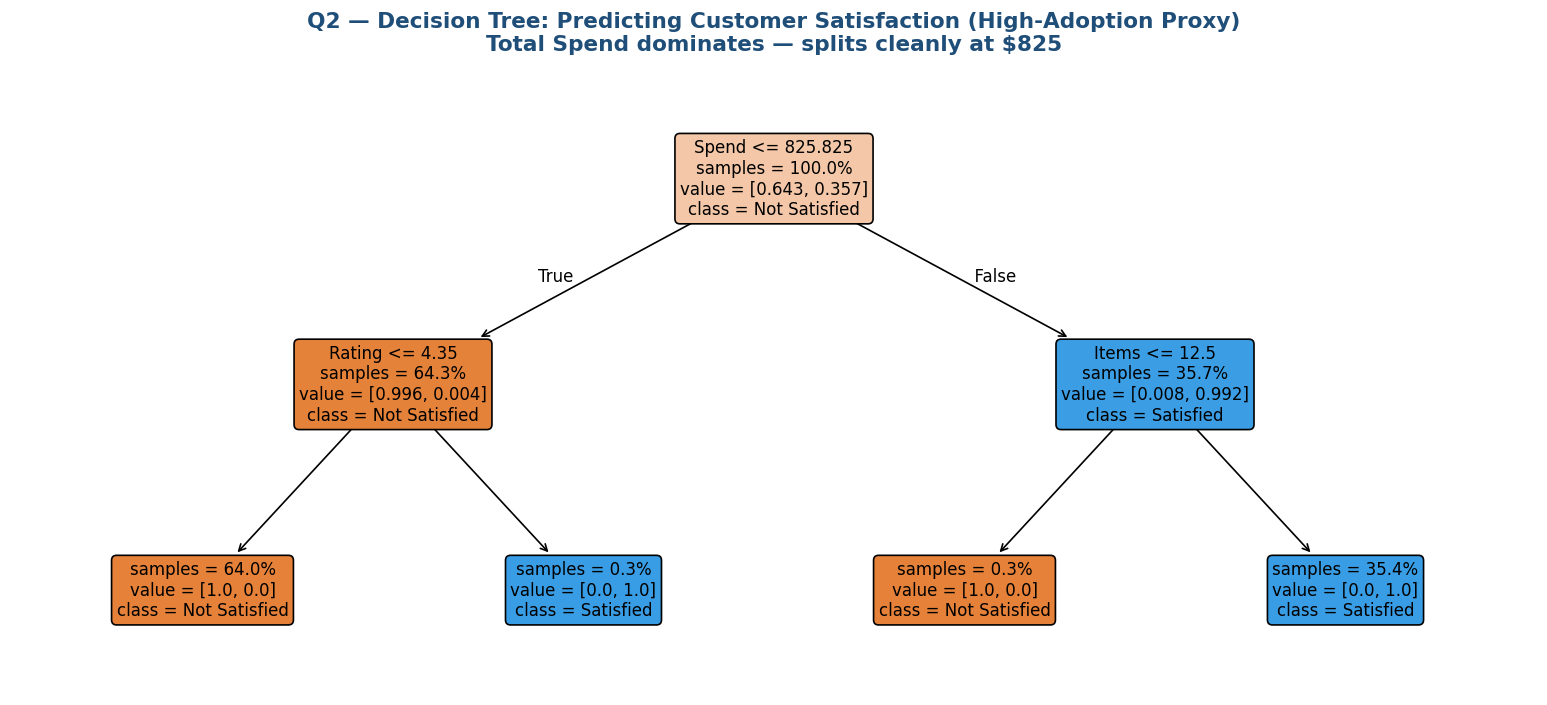 Q2 — Decision Tree: Predicting Customer Satisfaction (High-Adoption Proxy)
Total Spend dominates — splits cleanly at $825
Spend <= 825.825
samples = 100.0%
value = [0.643, 0.357]
class = Not Satisfied
True
False
Rating <= 4.35
samples = 64.3%
value = [0.996, 0.004]
class = Not Satisfied
Items <= 12.5
samples = 35.7%
value = [0.008, 0.992]
class = Satisfied
samples = 64.0%
value = [1.0, 0.0]
class = Not Satisfied
samples = 0.3%
value = [0.0, 1.0]
class = Satisfied
samples = 0.3%
value = [1.0, 0.0]
class = Not Satisfied
samples = 35.4%
value = [0.0, 1.0]
class = Satisfied